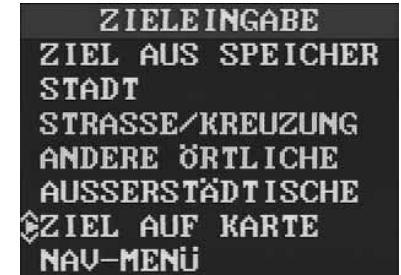 ZIELEINGABE
ZIEL AUS SPEICHER
STADT
STRASSE/KREUZUNG
ANDERE ÖRTLICHE
AUSSERSTÄDTISCHE
ZIEL AUF KARTE
NAV-MENÜ